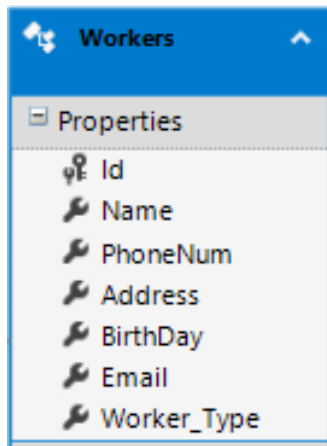 Workers
Properties
Id
Name
PhoneNum
Address
BirthDay
Email
Worker_Type